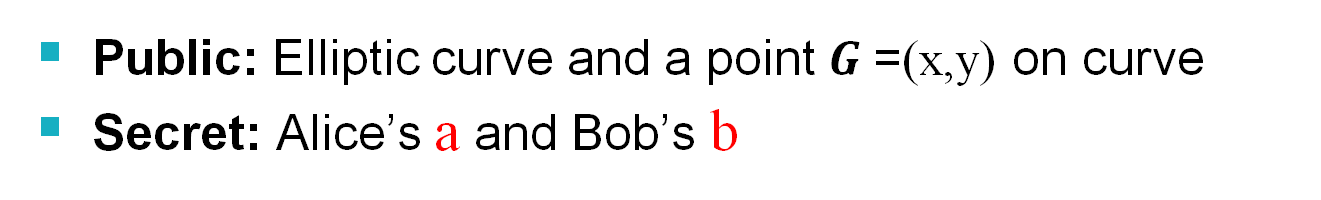 Public: Elliptic curve and a point G =(x,y) on curve
Secret: Alice’s a and Bob’s b